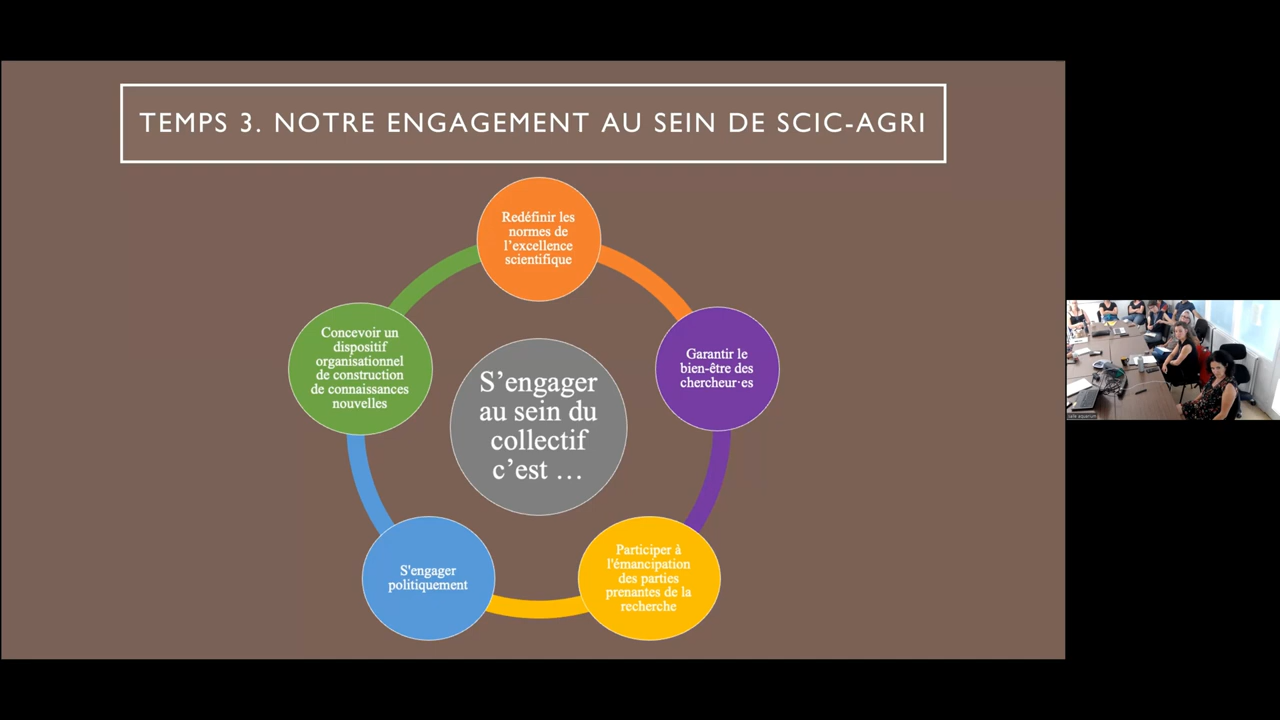 TEMPS 3. NOTRE ENGAGEMENT AU SEIN DE SCIC-AGRI
Redéfinir les
normes de
l’excellence
scientifique
Garantir le
bien-être des
chercheur·es
Participer à
l'émancipation
des parties
prenantes de la
recherche
S'engager
politiquement
Concevoir un
dispositif
organisationnel
de construction
de connaissances
nouvelles
S’engager
au sein du
collectif
c’est …